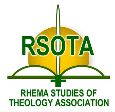 RSOTA
RHEMA STUDIES OF
THEOLOGY ASSOCIATION